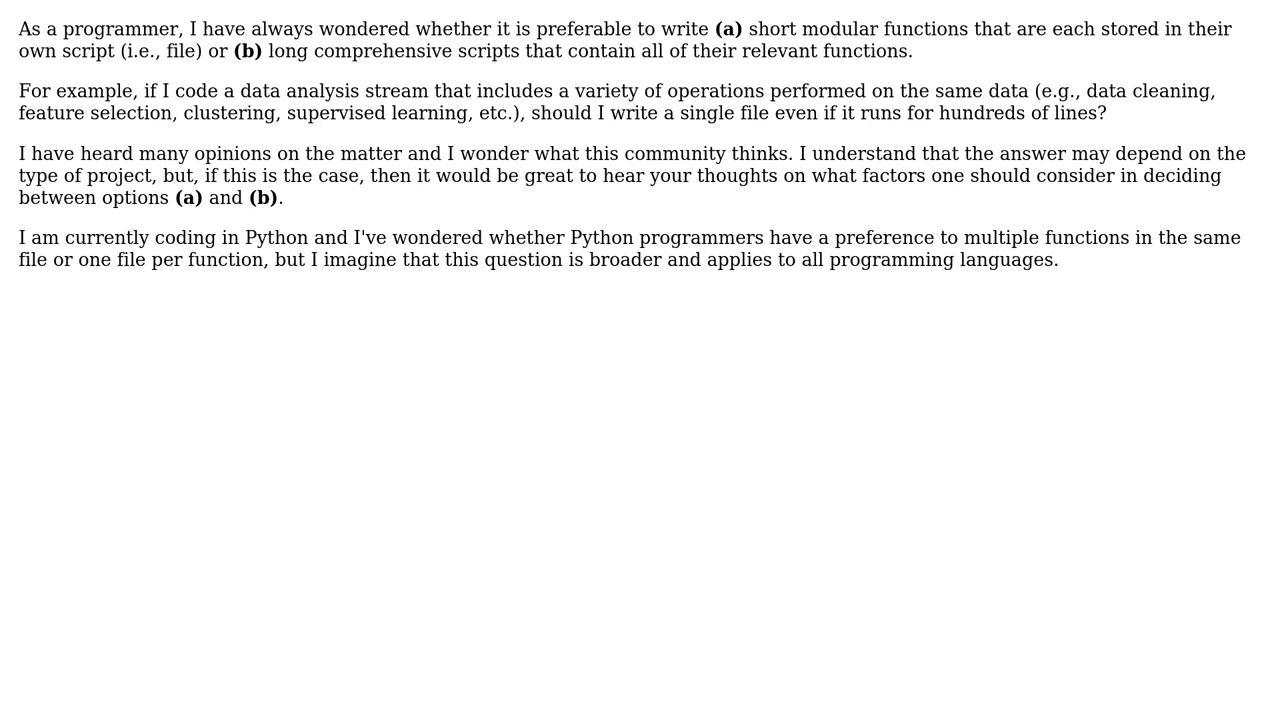 As a programmer, I have always wondered whether it is preferable to write (a) short modular functions that are each stored in their
own script (i.e., file) or (b) long comprehensive scripts that contain all of their relevant functions.
For example, if I code a data analysis stream that includes a variety of operations performed on the same data (e.g., data cleaning,
feature selection, clustering, supervised learning, etc.), should I write a single file even if it runs for hundreds of lines?
I have heard many opinions on the matter and I wonder what this community thinks. I understand that the answer may depend on the
type of project, but, if this is the case, then it would be great to hear your thoughts on what factors one should consider in deciding
between options (a) and (b).
I am currently coding in Python and I've wondered whether Python programmers have a preference to multiple functions in the same
file or one file per function, but I imagine that this question is broader and applies to all programming languages.